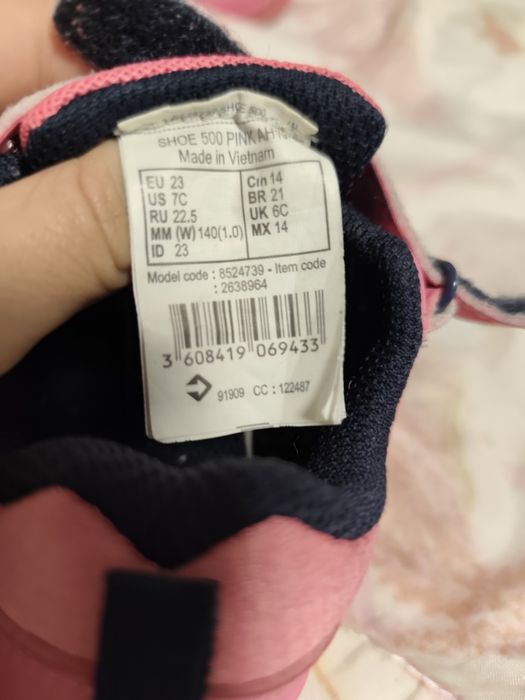 SHOE 500 PINK AH
Made in Vietnam
EU 23
US 7C
RU 22.5
MM (W) 140(1.0)
ID 23
Cm 14
BR 21
UK 6C
MX 14
Model code : 8524739 - Item code
: 2638964
3 608419 069433
91909 CC : 122487